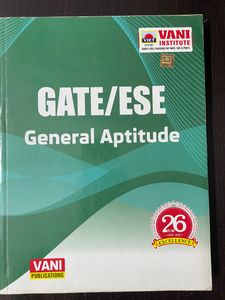 VANI
INSTITUTE
GATE/ESE
General Aptitude
26
EXCELLENCE
VANI
PUBLICATIONS